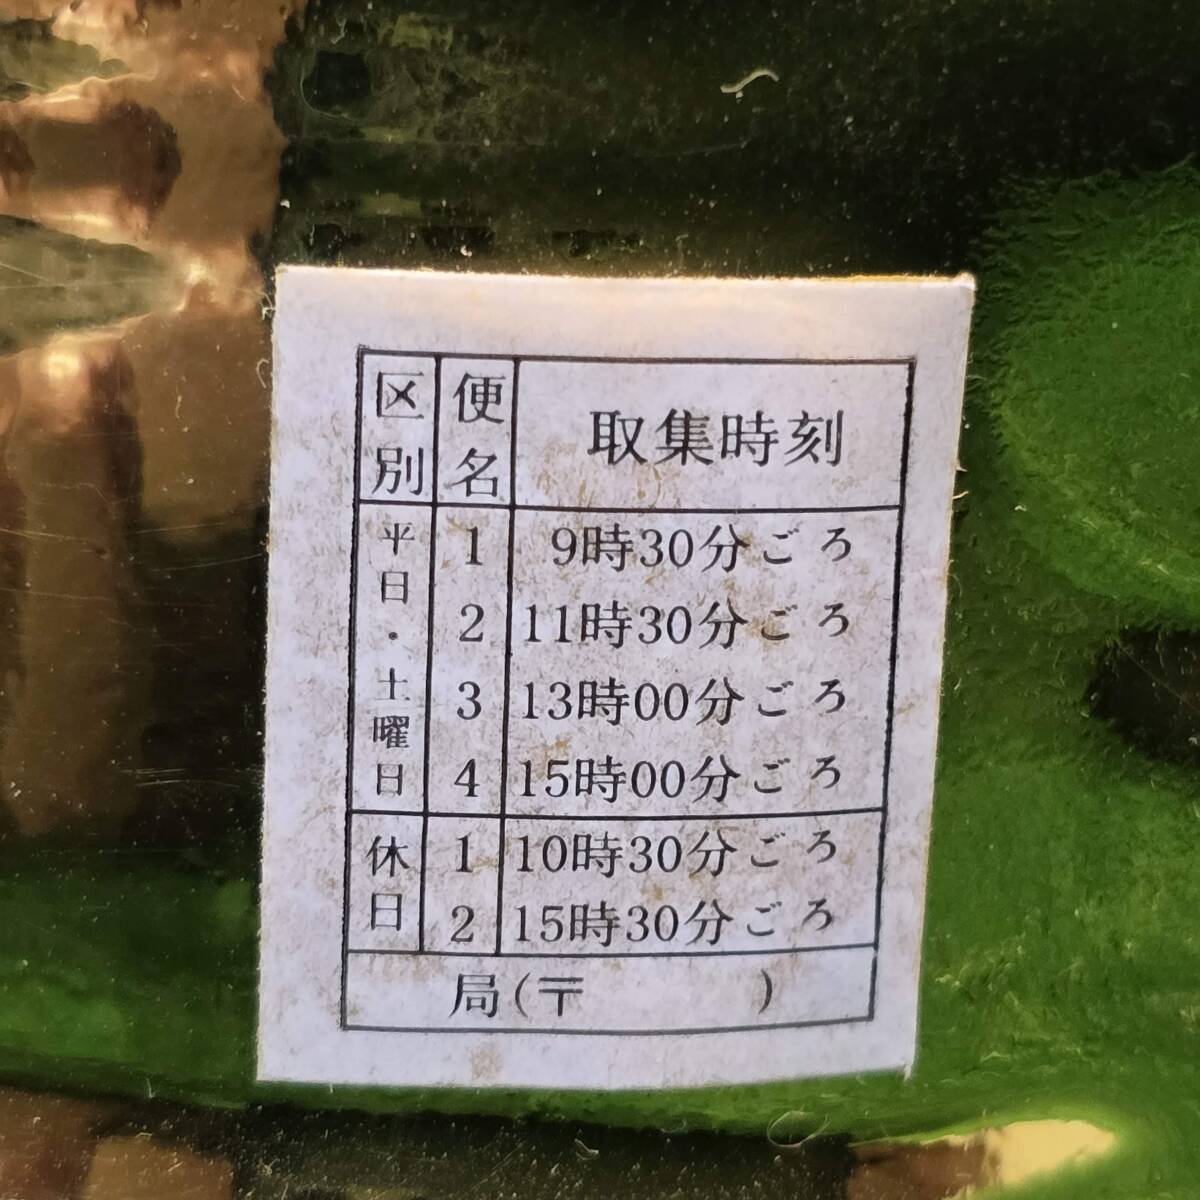 区別 便名 取集時刻
平日・土曜日 1 9時30分ごろ
2 11時30分ごろ
3 13時00分ごろ
4 15時00分ごろ
休日 1 10時30分ごろ
2 15時30分ごろ
局(〒 )